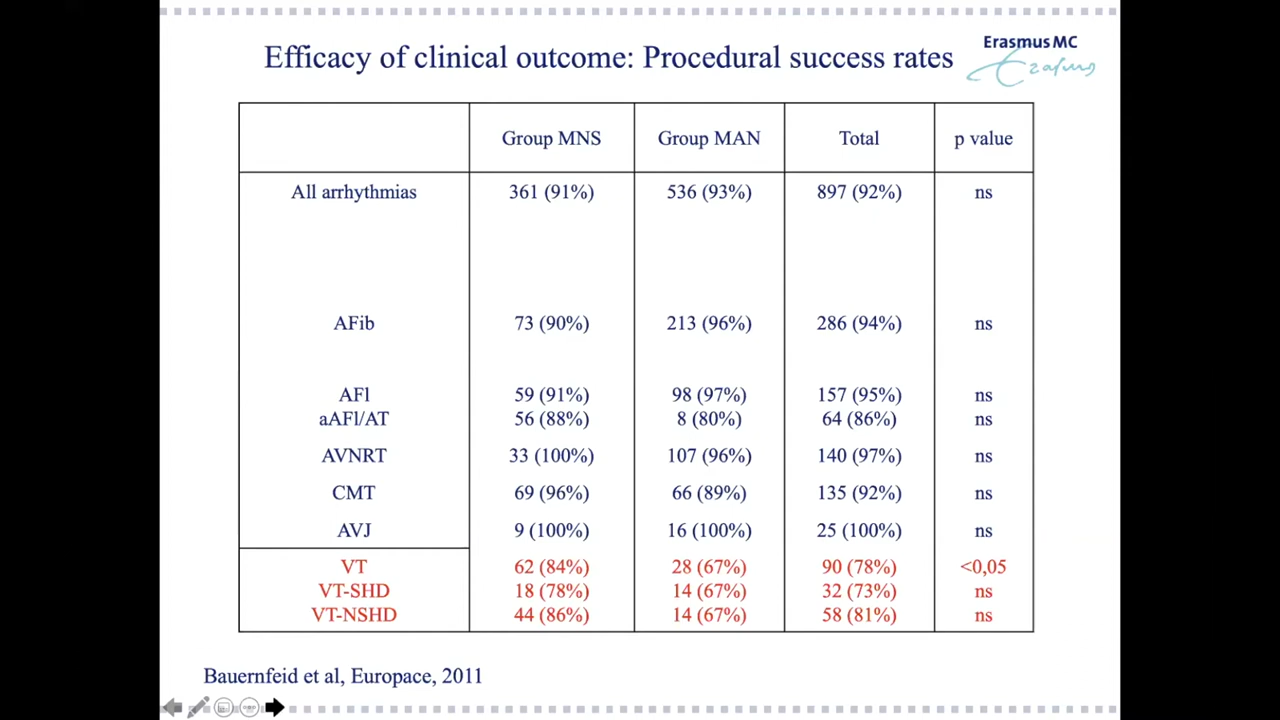 Efficacy of clinical outcome: Procedural success rates
Erasmus MC
Erasmus
Group MNS Group MAN Total p value
All arrhythmias 361 (91%) 536 (93%) 897 (92%) ns
AFib 73 (90%) 213 (96%) 286 (94%) ns
AFl 59 (91%) 98 (97%) 157 (95%) ns
aAFl/AT 56 (88%) 8 (80%) 64 (86%) ns
AVNRT 33 (100%) 107 (96%) 140 (97%) ns
CMT 69 (96%) 66 (89%) 135 (92%) ns
AVJ 9 (100%) 16 (100%) 25 (100%) ns
VT 62 (84%) 28 (67%) 90 (78%) <0,05
VT-SHD 18 (78%) 14 (67%) 32 (73%) ns
VT-NSHD 44 (86%) 14 (67%) 58 (81%) ns
Bauernfeid et al, Europace, 2011